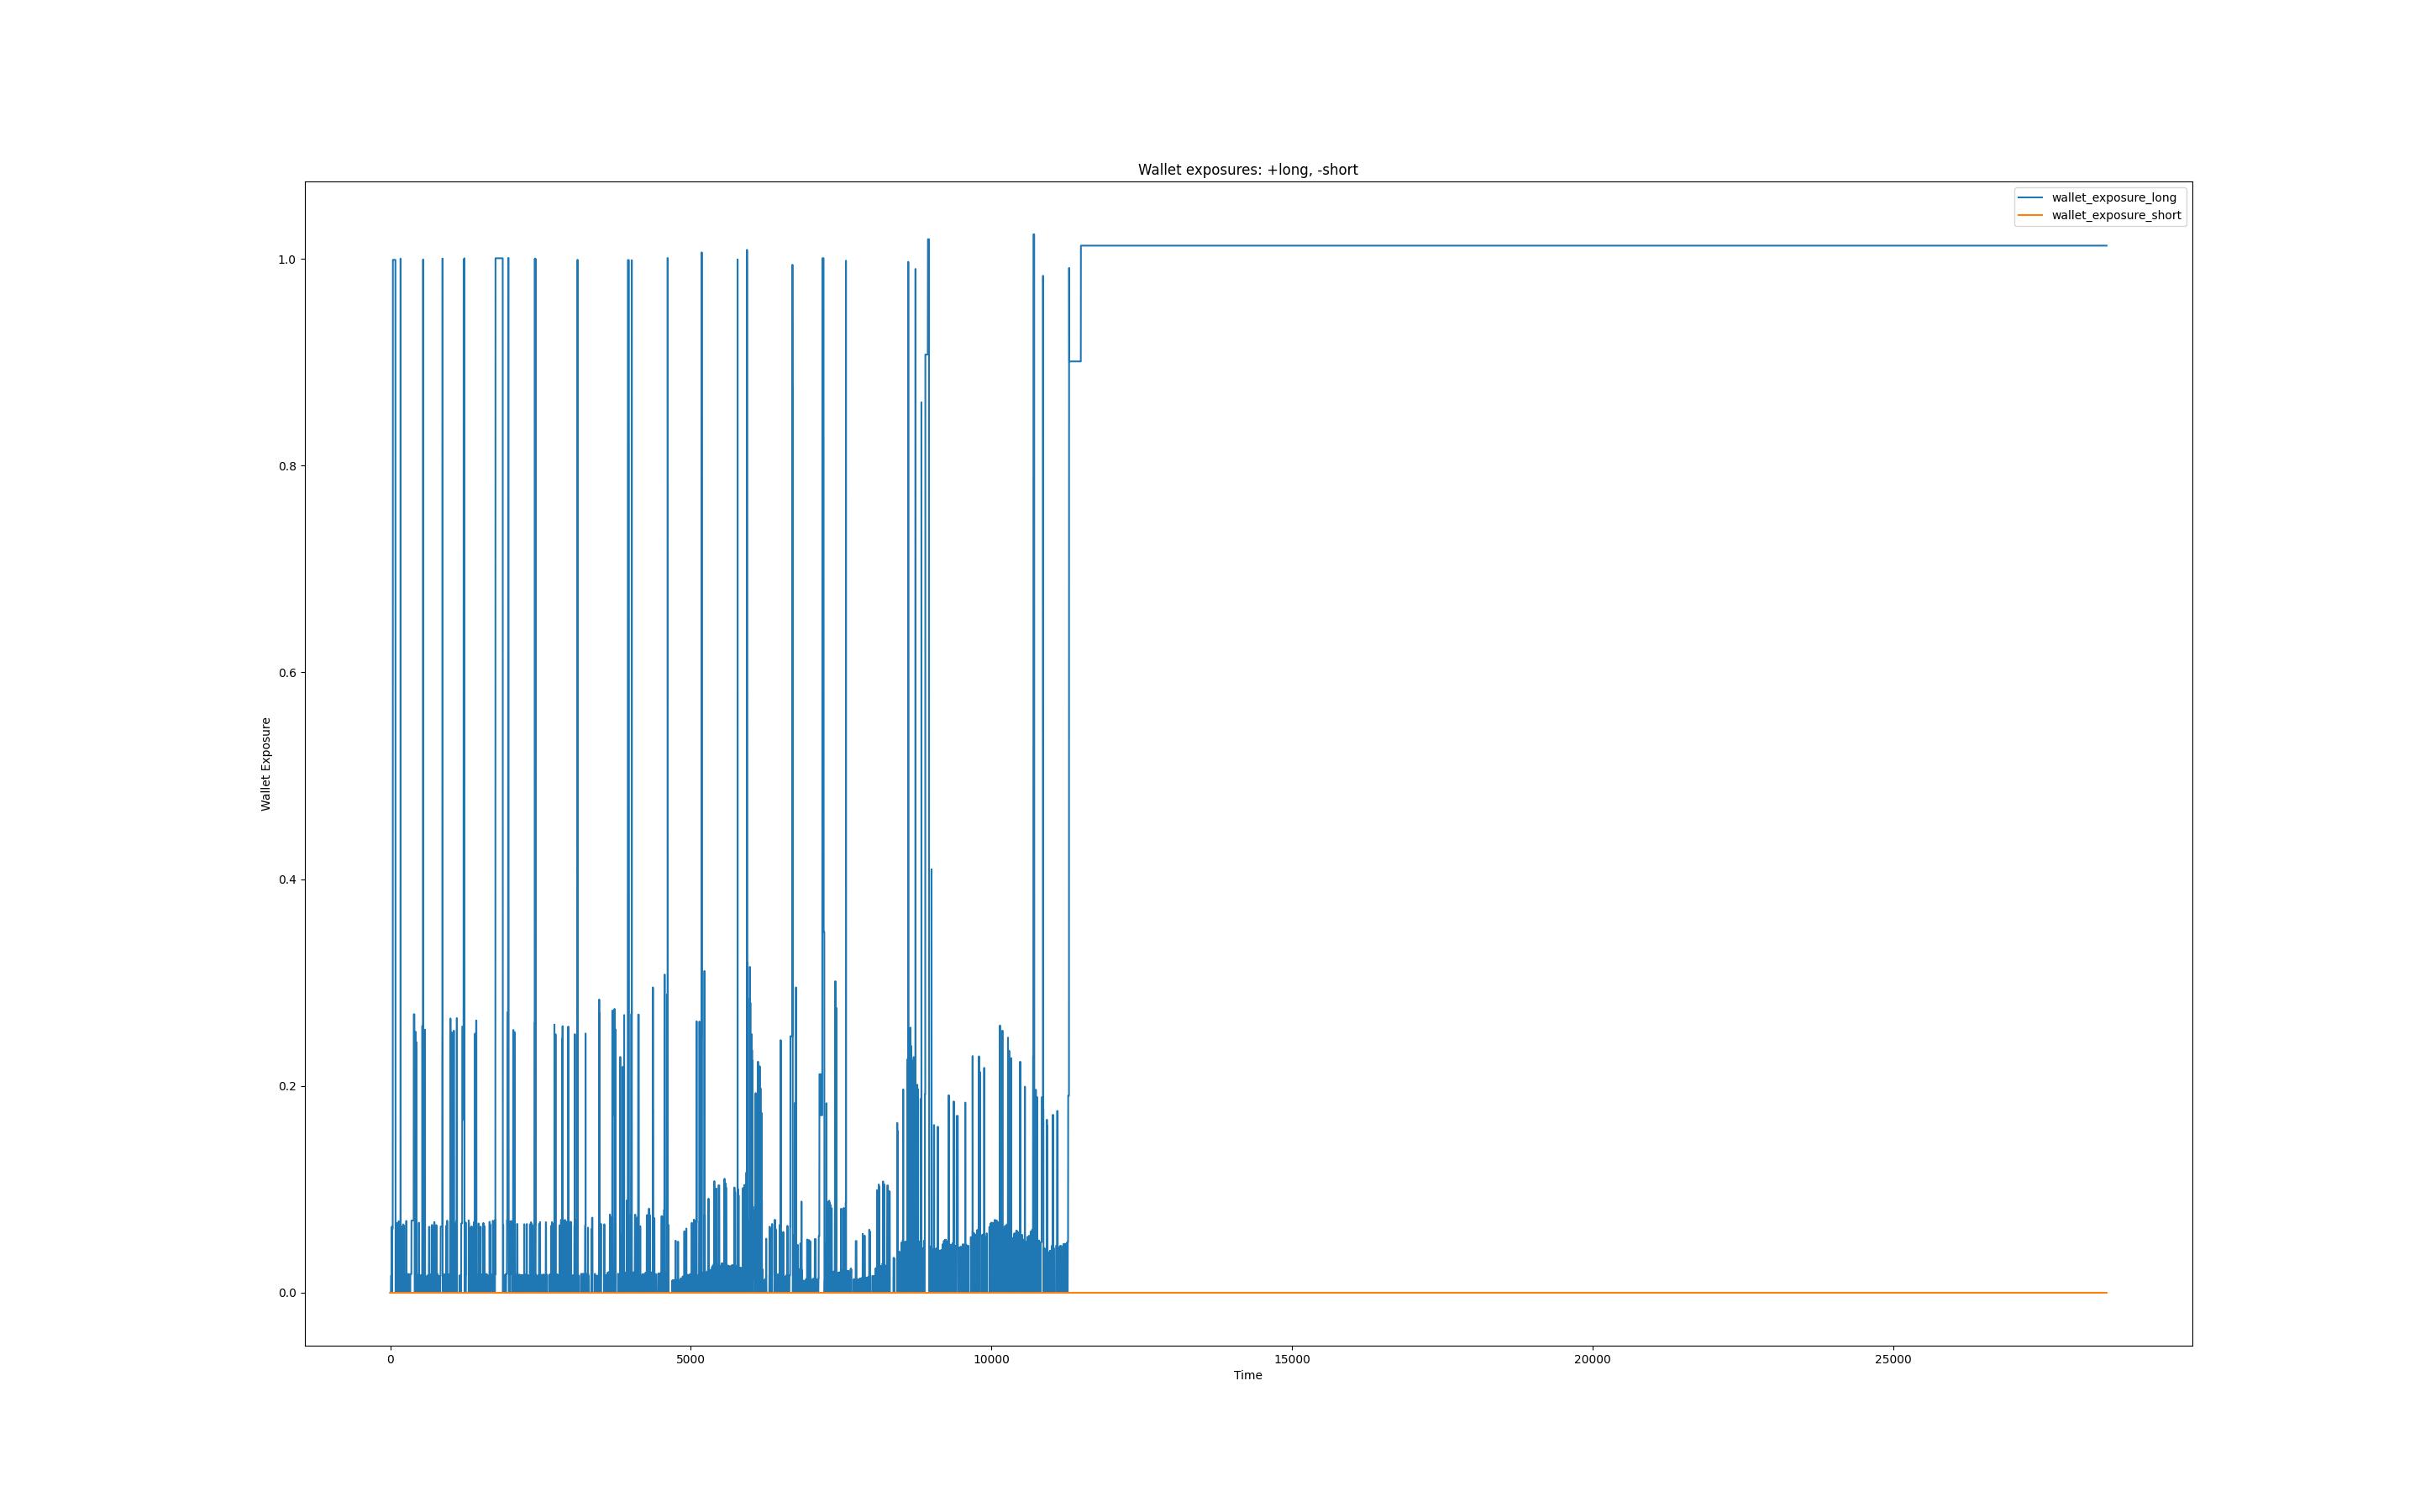 Wallet exposures: +long, -short
wallet_exposure_long
wallet_exposure_short
1.0
0.8
0.6
0.4
0.2
0.0
Wallet Exposure
0 5000 10000 15000 20000 25000
Time